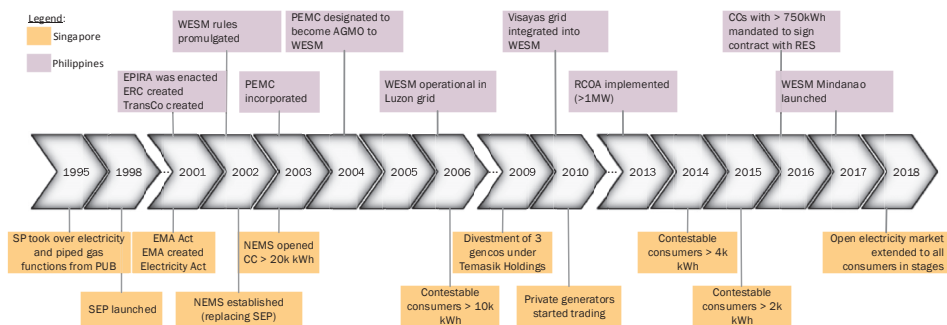 Legend:
Singapore
Philippines
WESM rules
promulgated
PEMC designated to
become AGMO to
WESM
Visayas grid
integrated into
WESM
CCs with > 750kWh
mandated to sign
contract with RES
EPIRA was enacted
ERC created
TransCo created
PEMC
incorporated
WESM operational in
Luzon grid
RCOA implemented
(>1MW)
WESM Mindanao
launched
1995 1998 ... 2001 2002 2003 2004 2005 2006 ... 2009 2010 ... 2013 2014 2015 2016 2017 2018
SP took over electricity
and piped gas
functions from PUB
EMA Act
EMA created
Electricity Act
NEMS opened
CC > 20k kWh
Divestment of 3
gencos under
Temasik Holdings
Contestable
consumers > 4k
kWh
Open electricity market
extended to all
consumers in stages
SEP launched
NEMS established
(replacing SEP)
Contestable
consumers > 10k
kWh
Private generators
started trading
Contestable
consumers > 2k
kWh